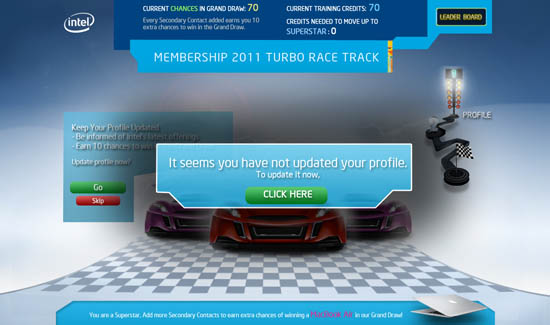 intel
CURRENT CHANCES IN GRAND DRAW: 70
Every Secondary Contact added earns you 10
extra chances to win in the Grand Draw.
CURRENT TRAINING CREDITS: 70
CREDITS NEEDED TO MOVE UP TO
SUPERSTAR : 0
LEADER BOARD
MEMBERSHIP 2011 TURBO RACE TRACK
PROFILE
Keep Your Profile Updated
- Be informed of Intel's latest offerings
- Earn 10 chances to win
Update profile now?
Go
Skip
It seems you have not updated your profile.
To update it now,
CLICK HERE
You are a Superstar, Add more Secondary Contacts to earn extra chances of winning a MacBook Air in our Grand Draw!